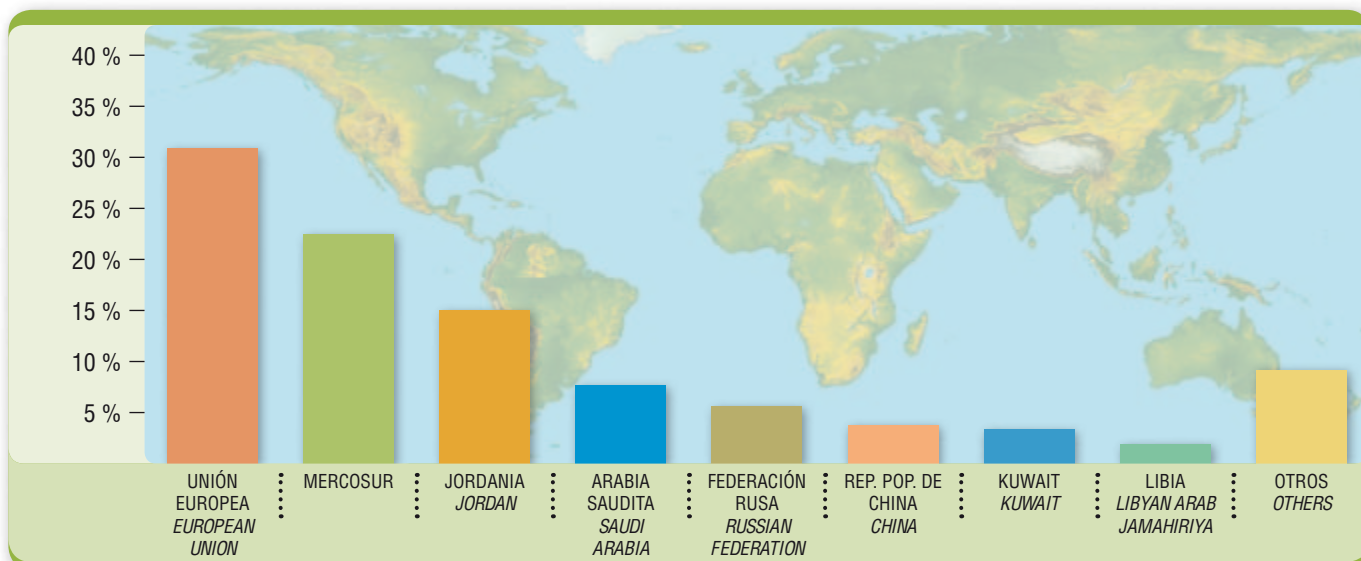 40 %
35 %
30 %
25 %
20 %
15 %
10 %
5 %
UNIÓN
EUROPEA
EUROPEAN
UNION
MERCOSUR
JORDANIA
JORDAN
ARABIA
SAUDITA
SAUDI
ARABIA
FEDERACIÓN
RUSA
RUSSIAN
FEDERATION
REP. POP. DE
CHINA
CHINA
KUWAIT
KUWAIT
LIBIA
LIBYAN ARAB
JAMAHIRIYA
OTROS
OTHERS